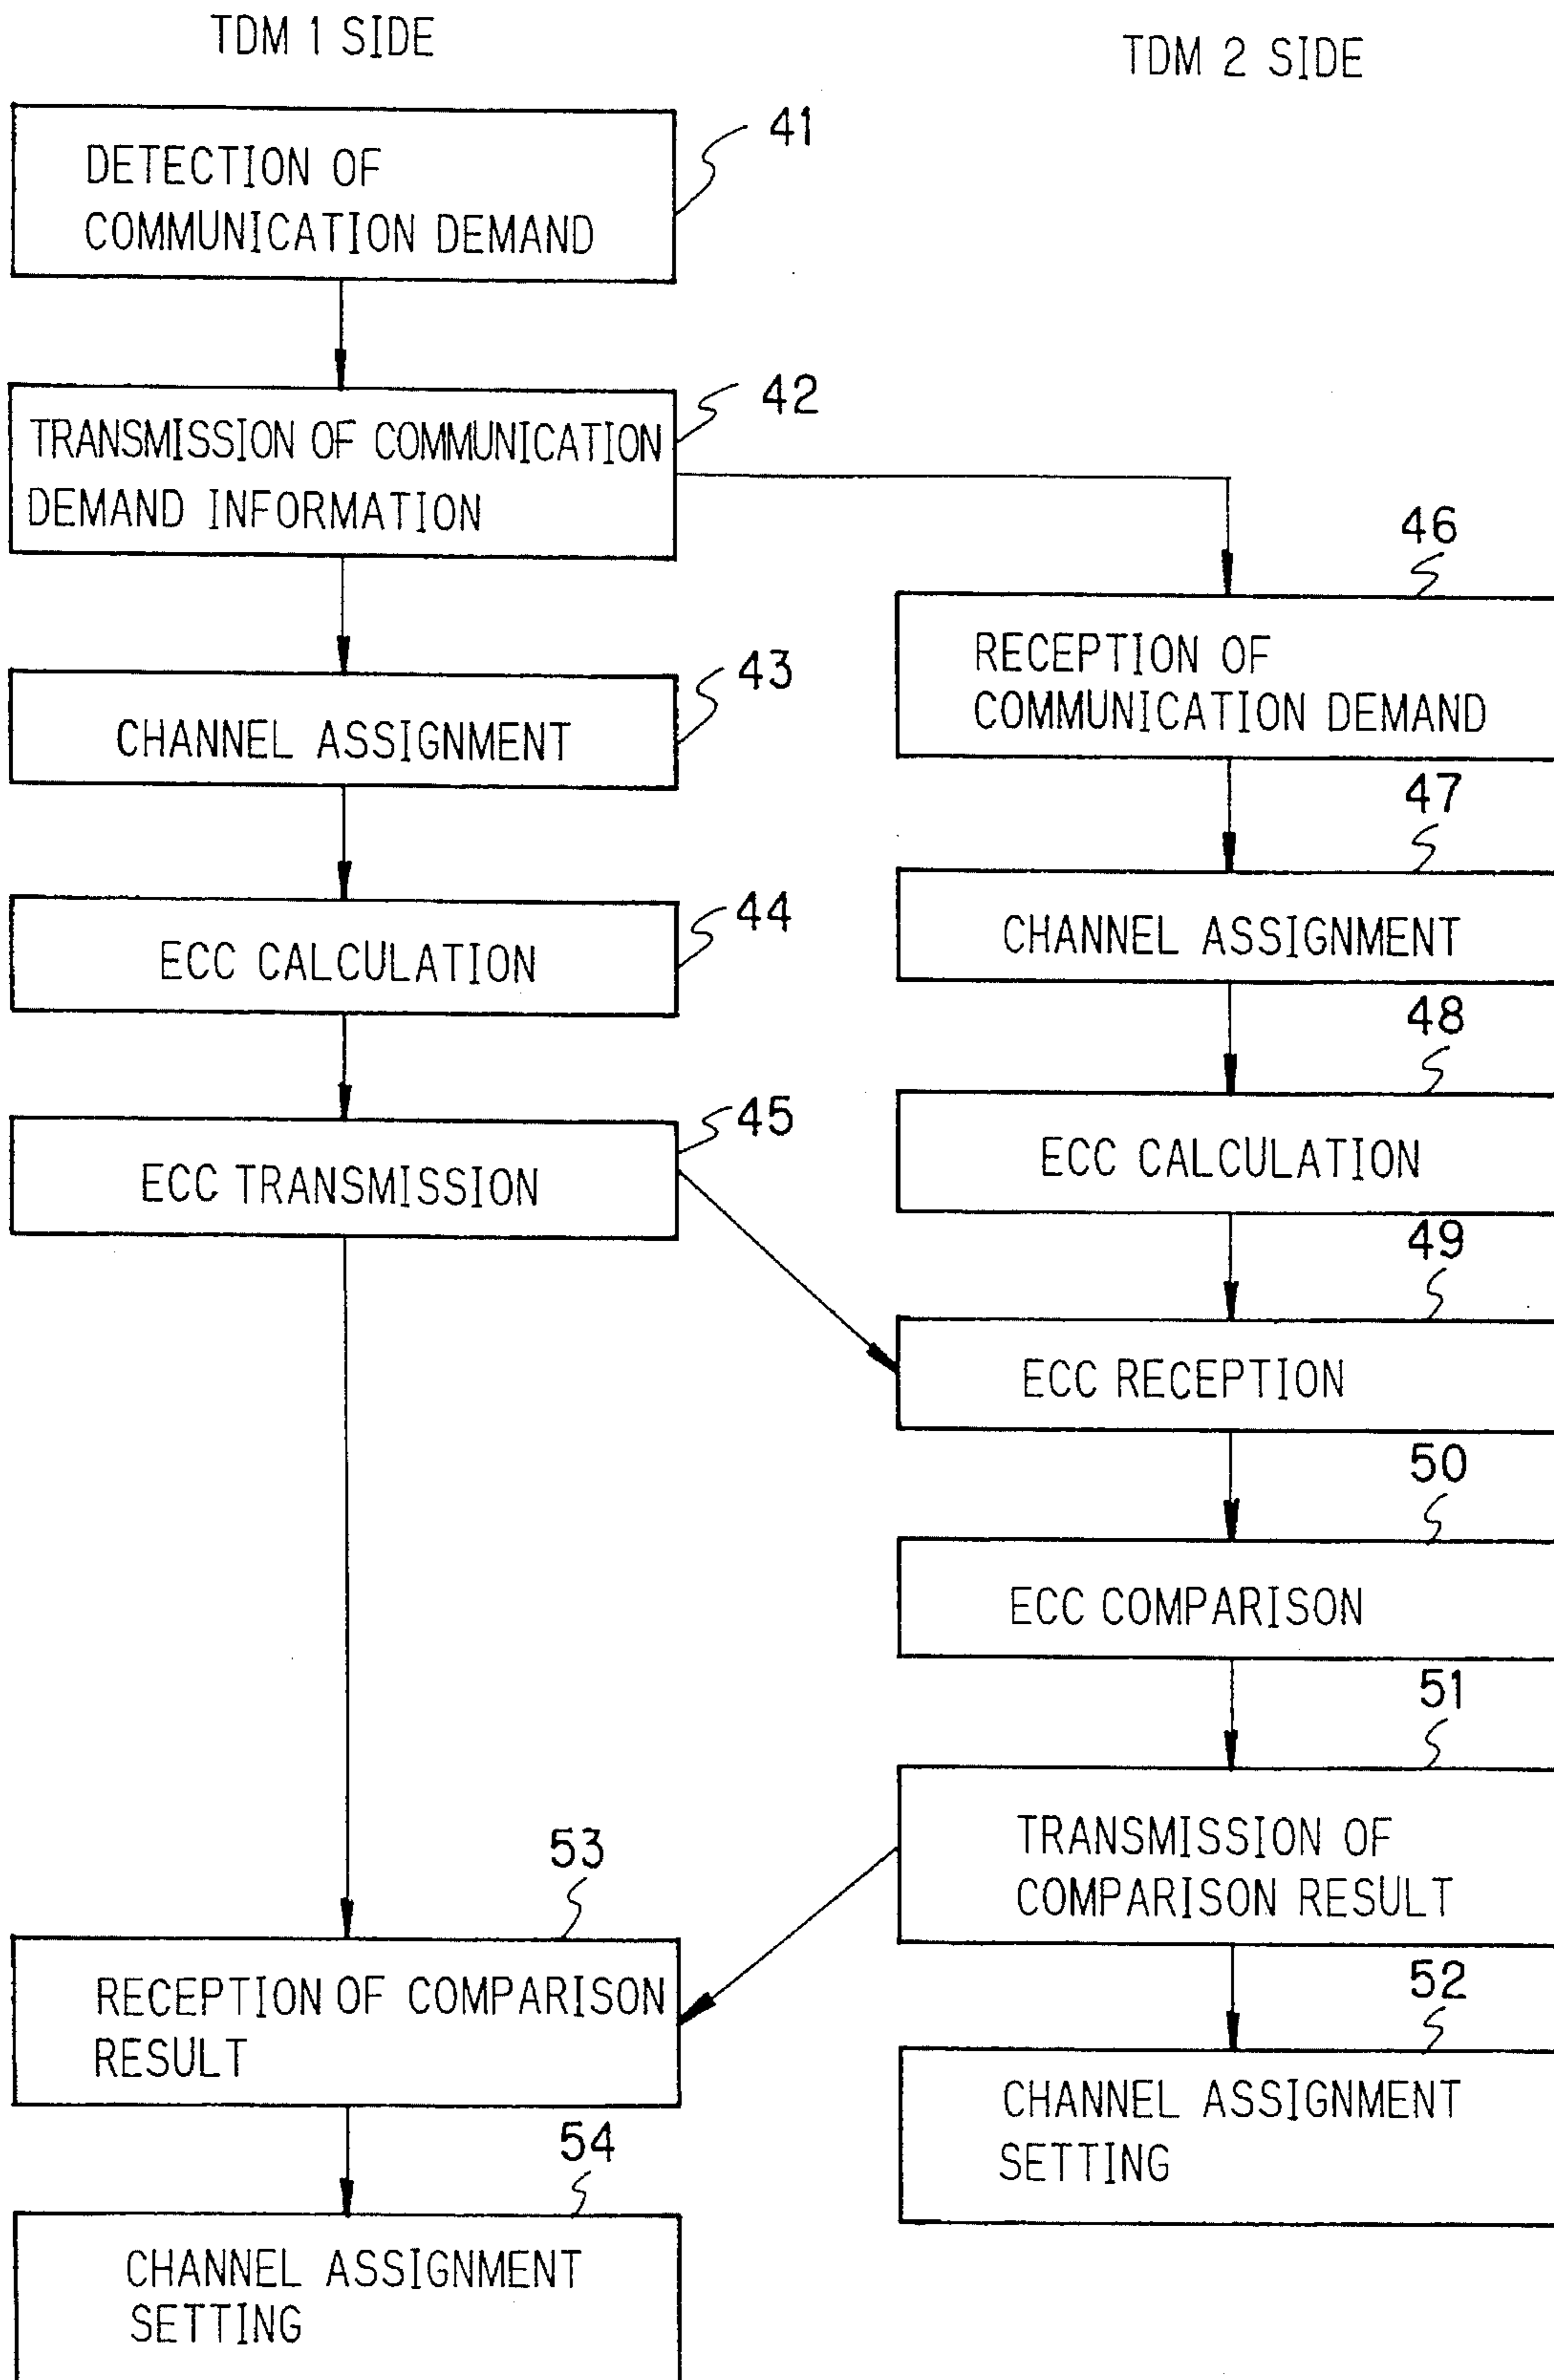 TDM 1 SIDE
DETECTION OF
COMMUNICATION DEMAND
41
TRANSMISSION OF COMMUNICATION
DEMAND INFORMATION
42
CHANNEL ASSIGNMENT
43
ECC CALCULATION
44
ECC TRANSMISSION
45
53
RECEPTION OF COMPARISON
RESULT
54
CHANNEL ASSIGNMENT
SETTING
TDM 2 SIDE
46
RECEPTION OF
COMMUNICATION DEMAND
47
CHANNEL ASSIGNMENT
48
ECC CALCULATION
49
ECC RECEPTION
50
ECC COMPARISON
51
TRANSMISSION OF
COMPARISON RESULT
52
CHANNEL ASSIGNMENT
SETTING